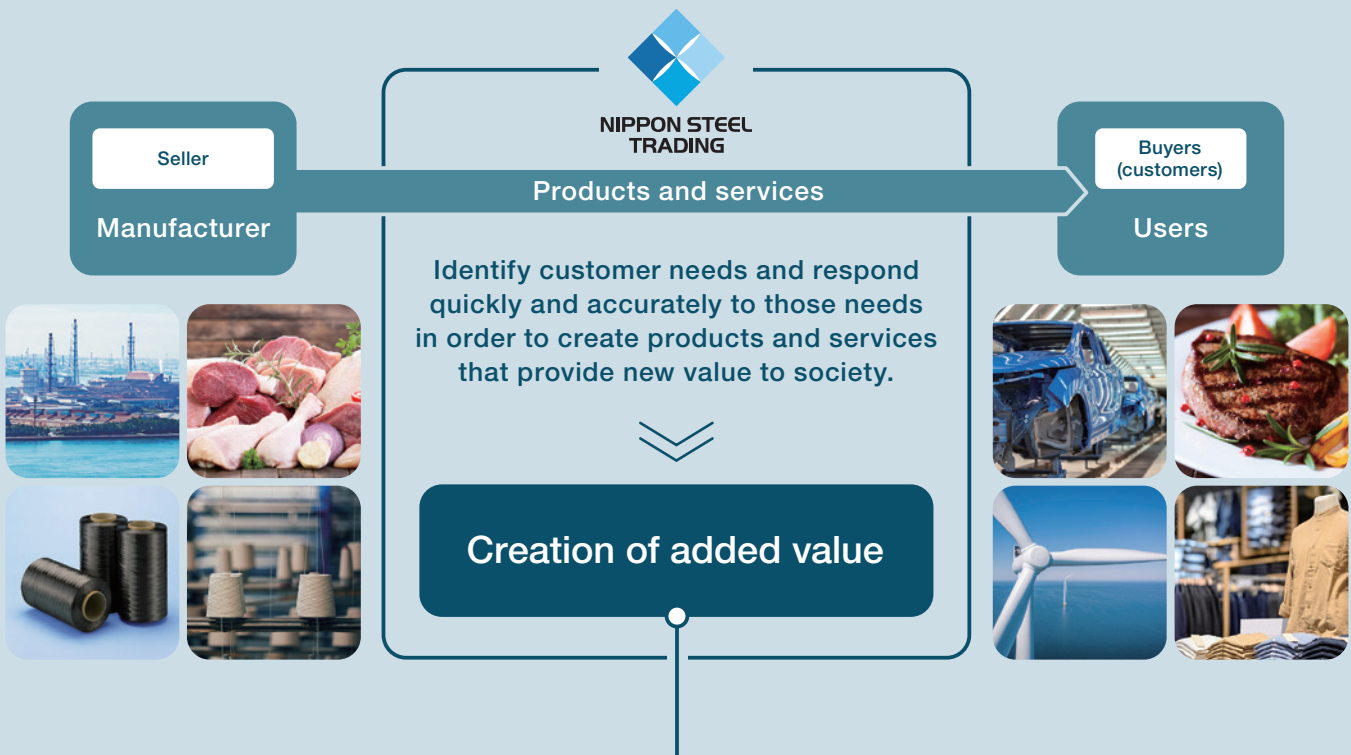 NIPPON STEEL
TRADING
Seller
Manufacturer
Products and services
Buyers
(customers)
Users
Identify customer needs and respond
quickly and accurately to those needs
in order to create products and services
that provide new value to society.
Creation of added value